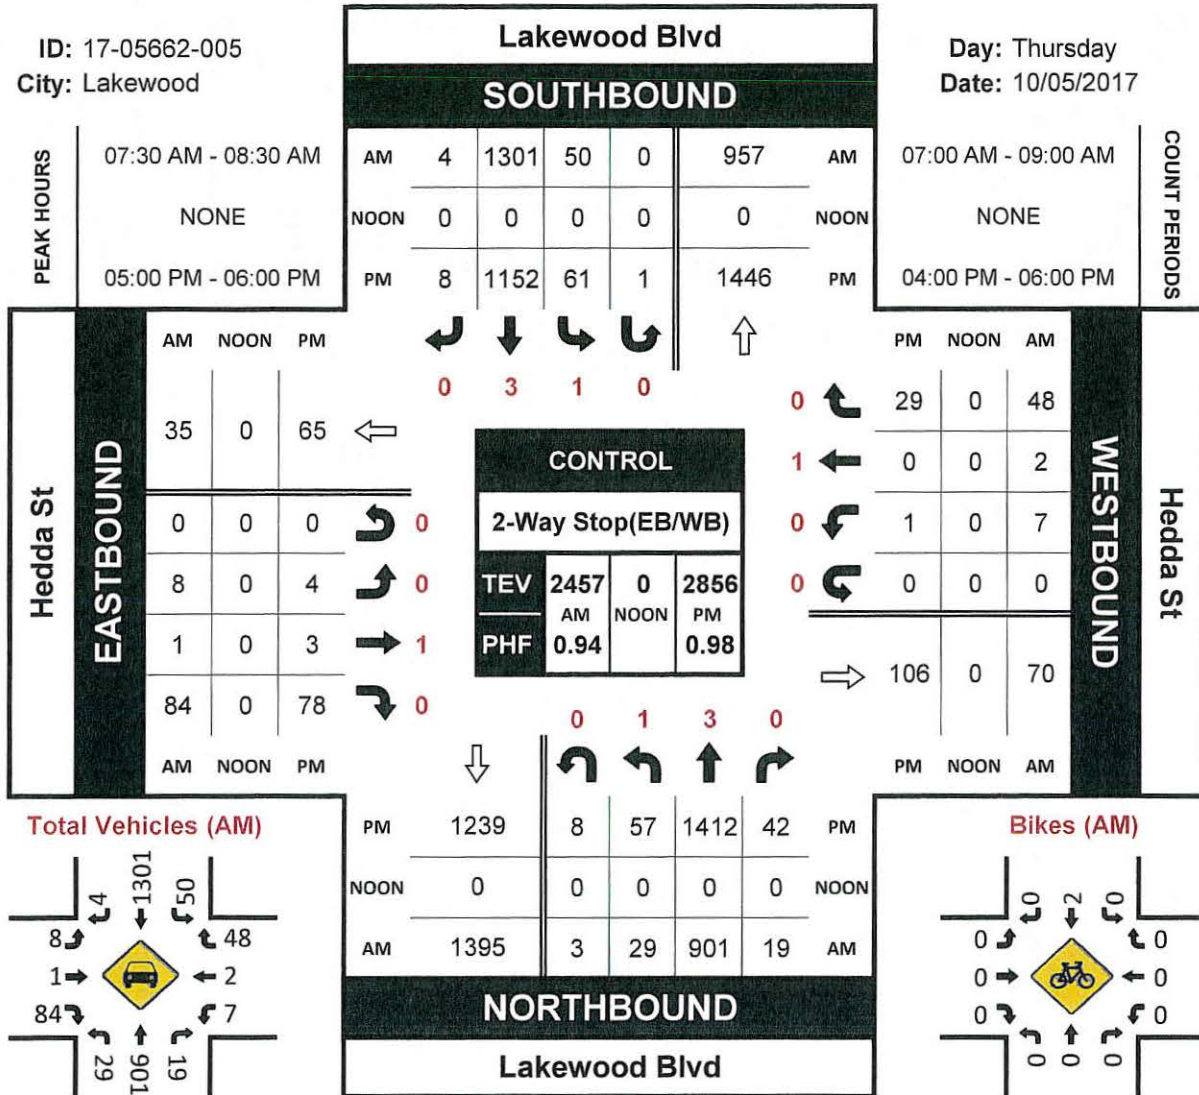 ID: 17-05662-005
City: Lakewood
Lakewood Blvd
SOUTHBOUND
Day: Thursday
Date: 10/05/2017
PEAK HOURS
07:30 AM - 08:30 AM
NONE
05:00 PM - 06:00 PM
AM 4 1301 50 0 957 AM
NOON 0 0 0 0 0 NOON
PM 8 1152 61 1 1446 PM
07:00 AM - 09:00 AM
NONE
04:00 PM - 06:00 PM
COUNT PERIODS
0 3 1 0
Hedda St
EASTBOUND
AM NOON PM
35 0 65
0 0 0 0
8 0 4 0
1 0 3 1
84 0 78 0
AM NOON PM
CONTROL
2-Way Stop(EB/WB)
TEV 2457 0 2856
AM NOON PM
PHF 0.94 0.98
PM NOON AM
0 29 0 48
1 0 0 2
0 1 0 7
0 0 0 0
106 0 70
PM NOON AM
WESTBOUND
Hedda St
0 1 3 0
PM 1239 8 57 1412 42 PM
NOON 0 0 0 0 0 NOON
AM 1395 3 29 901 19 AM
NORTHBOUND
Lakewood Blvd
Total Vehicles (AM)
4 1301 50
8 48
1 2
84 7
29 901 19
Bikes (AM)
0 2 0
0 0
0 0
0 0
0 0 0